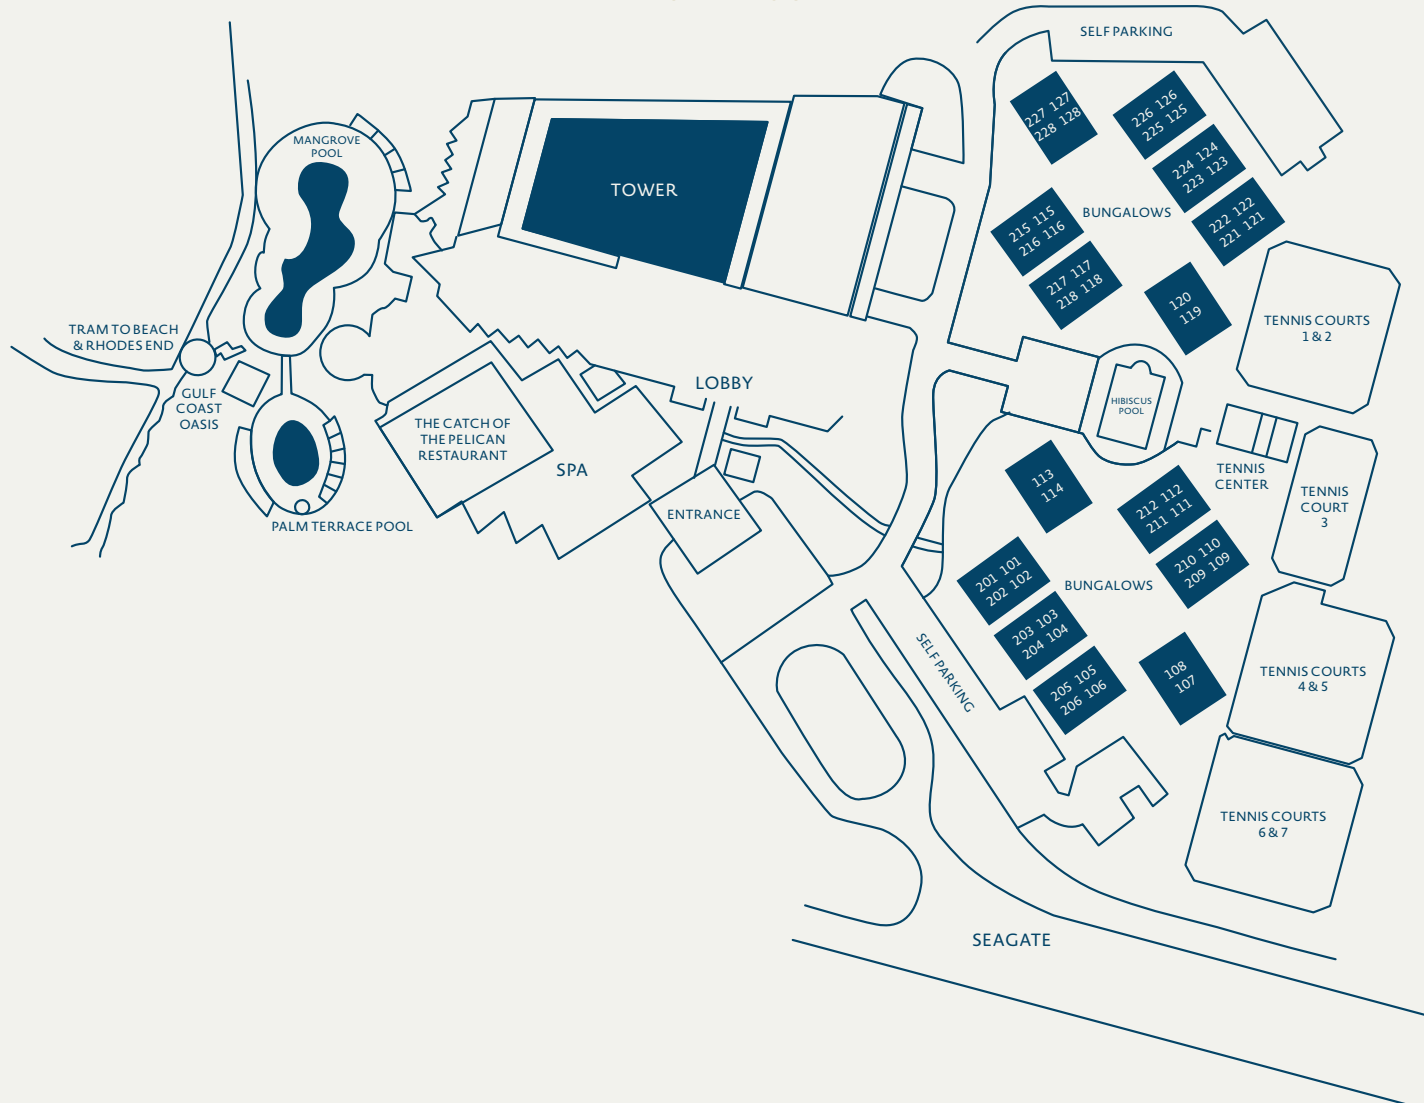 SELF PARKING
227 127
228 128
226 126
225 125
224 124
223 123
222 122
221 121
215 115
216 116
BUNGALOWS
217 117
218 118
120
119
MANGROVE
POOL
TOWER
TENNIS COURTS
1 & 2
TRAM TO BEACH
& RHODES END
GULF
COAST
OASIS
LOBBY
HIBISCUS
POOL
THE CATCH OF
THE PELICAN
RESTAURANT
SPA
ENTRANCE
PALM TERRACE POOL
TENNIS
CENTER
TENNIS
COURT
3
113
114
212 112
211 111
210 110
209 109
201 101
202 102
BUNGALOWS
203 103
204 104
205 105
206 106
108
107
SELF PARKING
TENNIS COURTS
4 & 5
TENNIS COURTS
6 & 7
SEAGATE